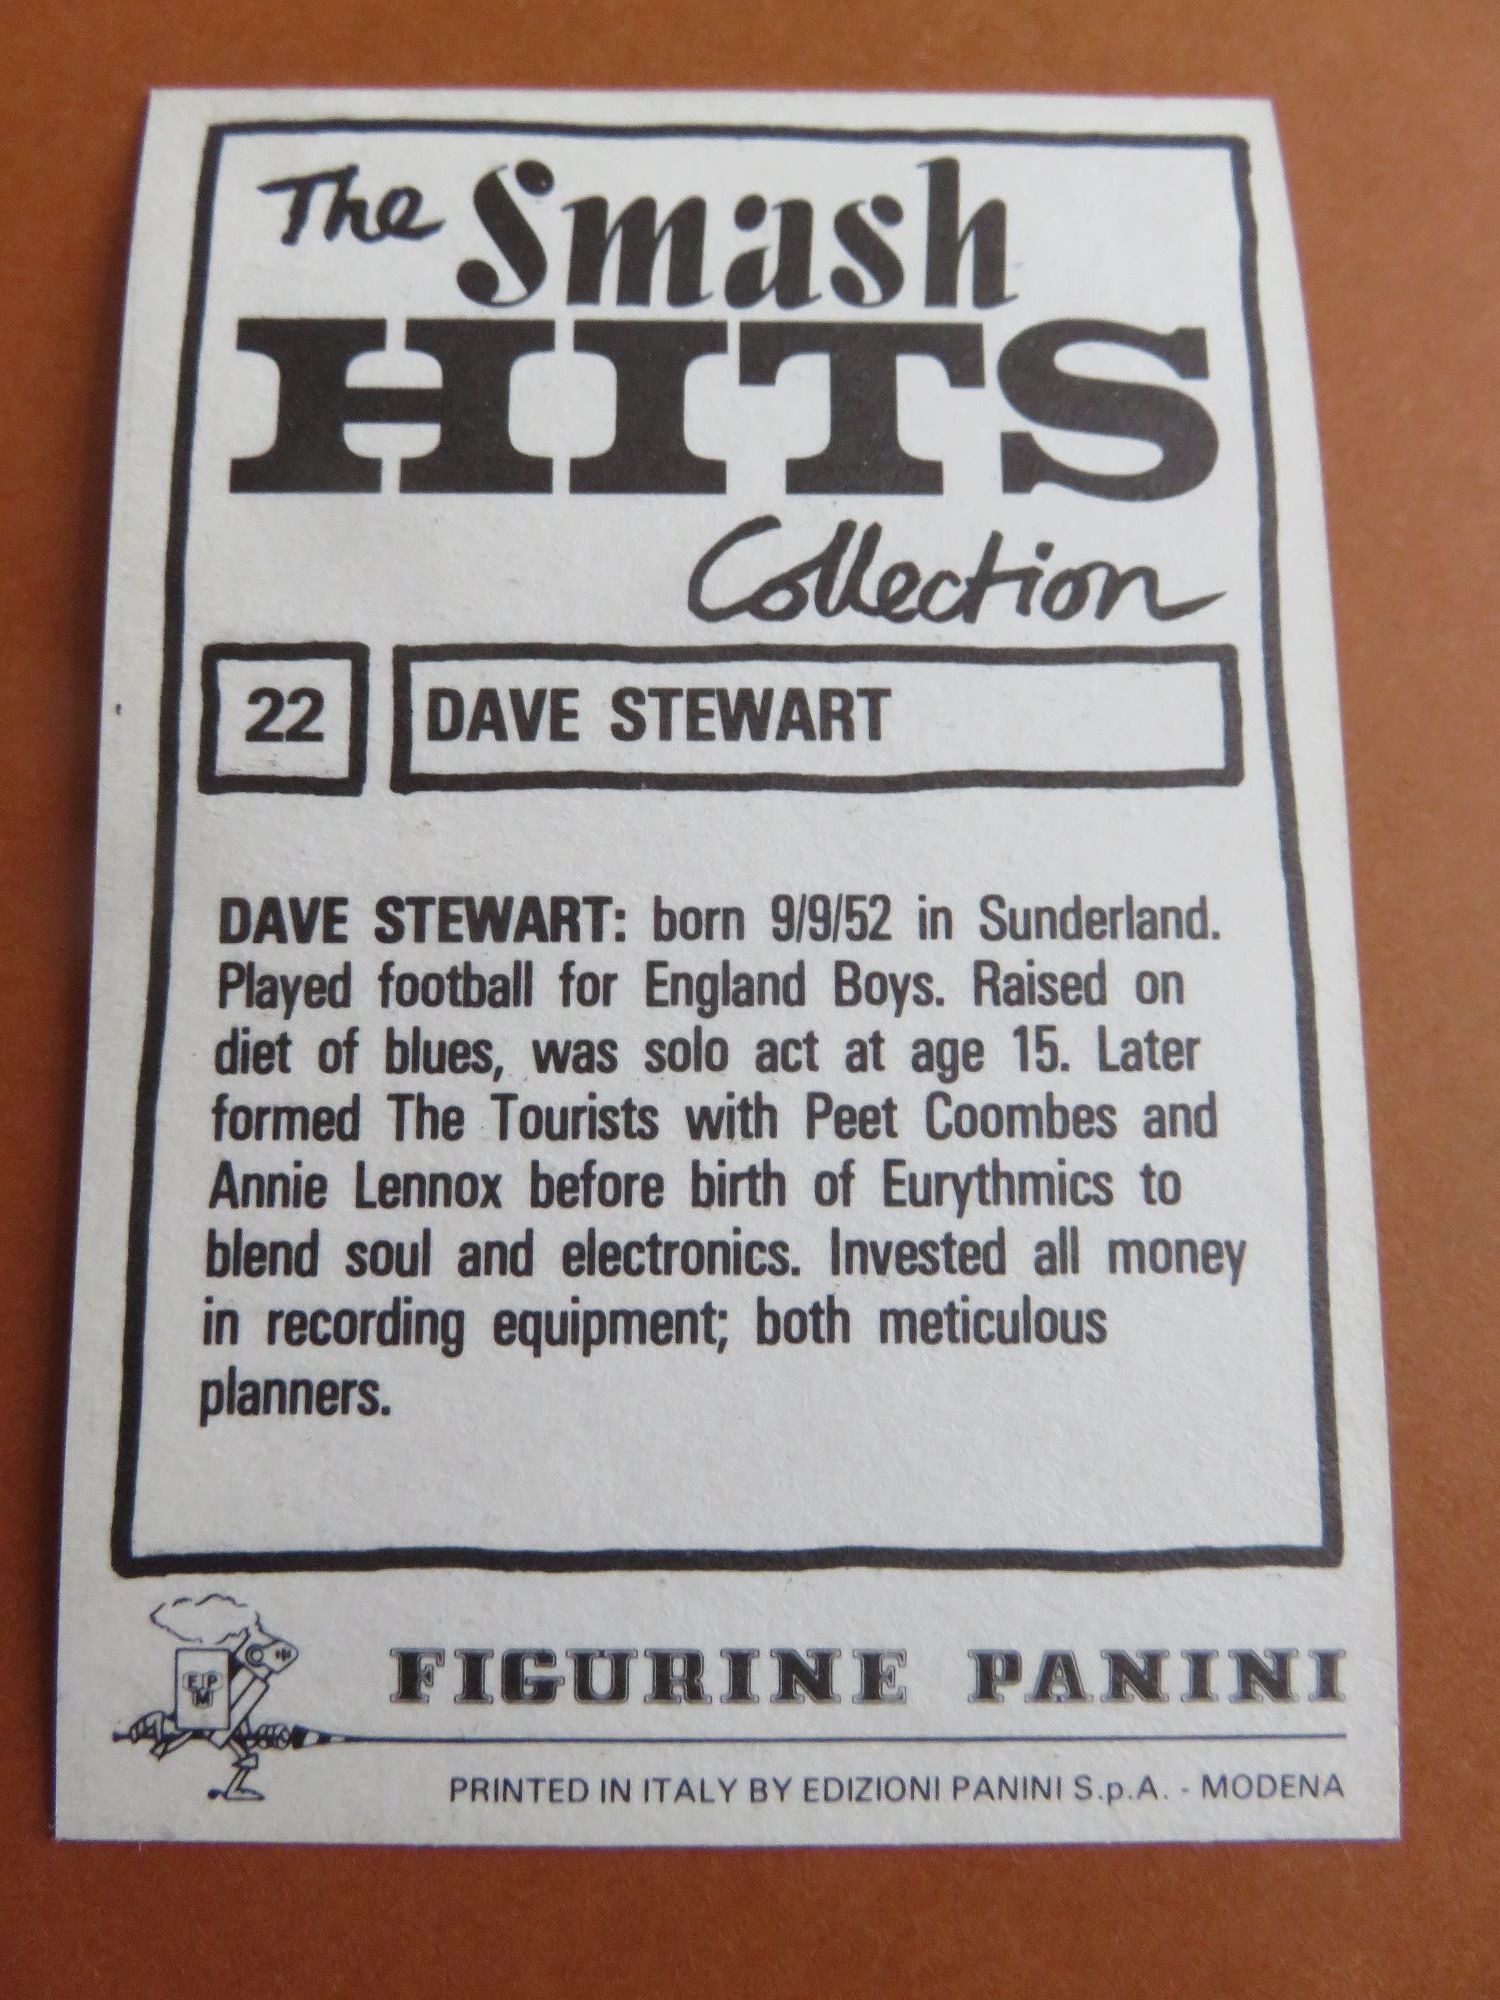 The Smash
HITS
Collection
22 DAVE STEWART
DAVE STEWART: born 9/9/52 in Sunderland.
Played football for England Boys. Raised on
diet of blues, was solo act at age 15. Later
formed The Tourists with Peet Coombes and
Annie Lennox before birth of Eurythmics to
blend soul and electronics. Invested all money
in recording equipment; both meticulous
planners.
EP
M
FIGURINE PANINI
PRINTED IN ITALY BY EDIZIONI PANINI S.p.A. - MODENA